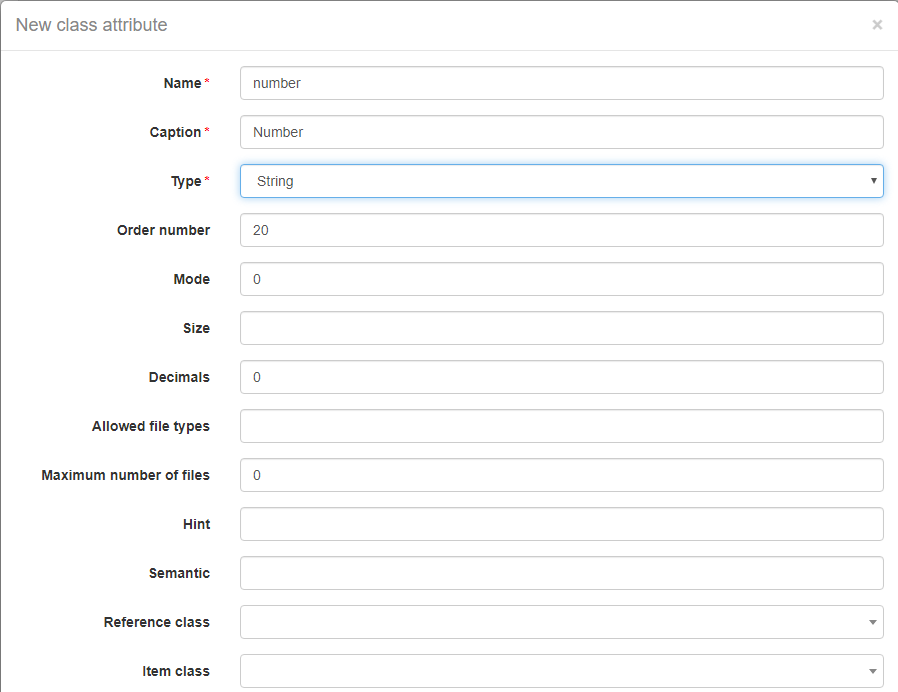 New class attribute ×
Name * number
Caption * Number
Type * String
Order number 20
Mode 0
Size
Decimals 0
Allowed file types
Maximum number of files 0
Hint
Semantic
Reference class
Item class